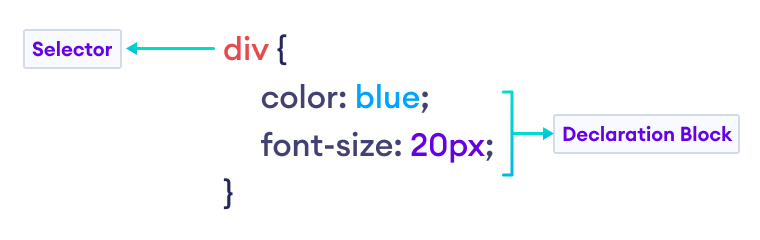 Selector
div {
color: blue;
font-size: 20px;
Declaration Block
}